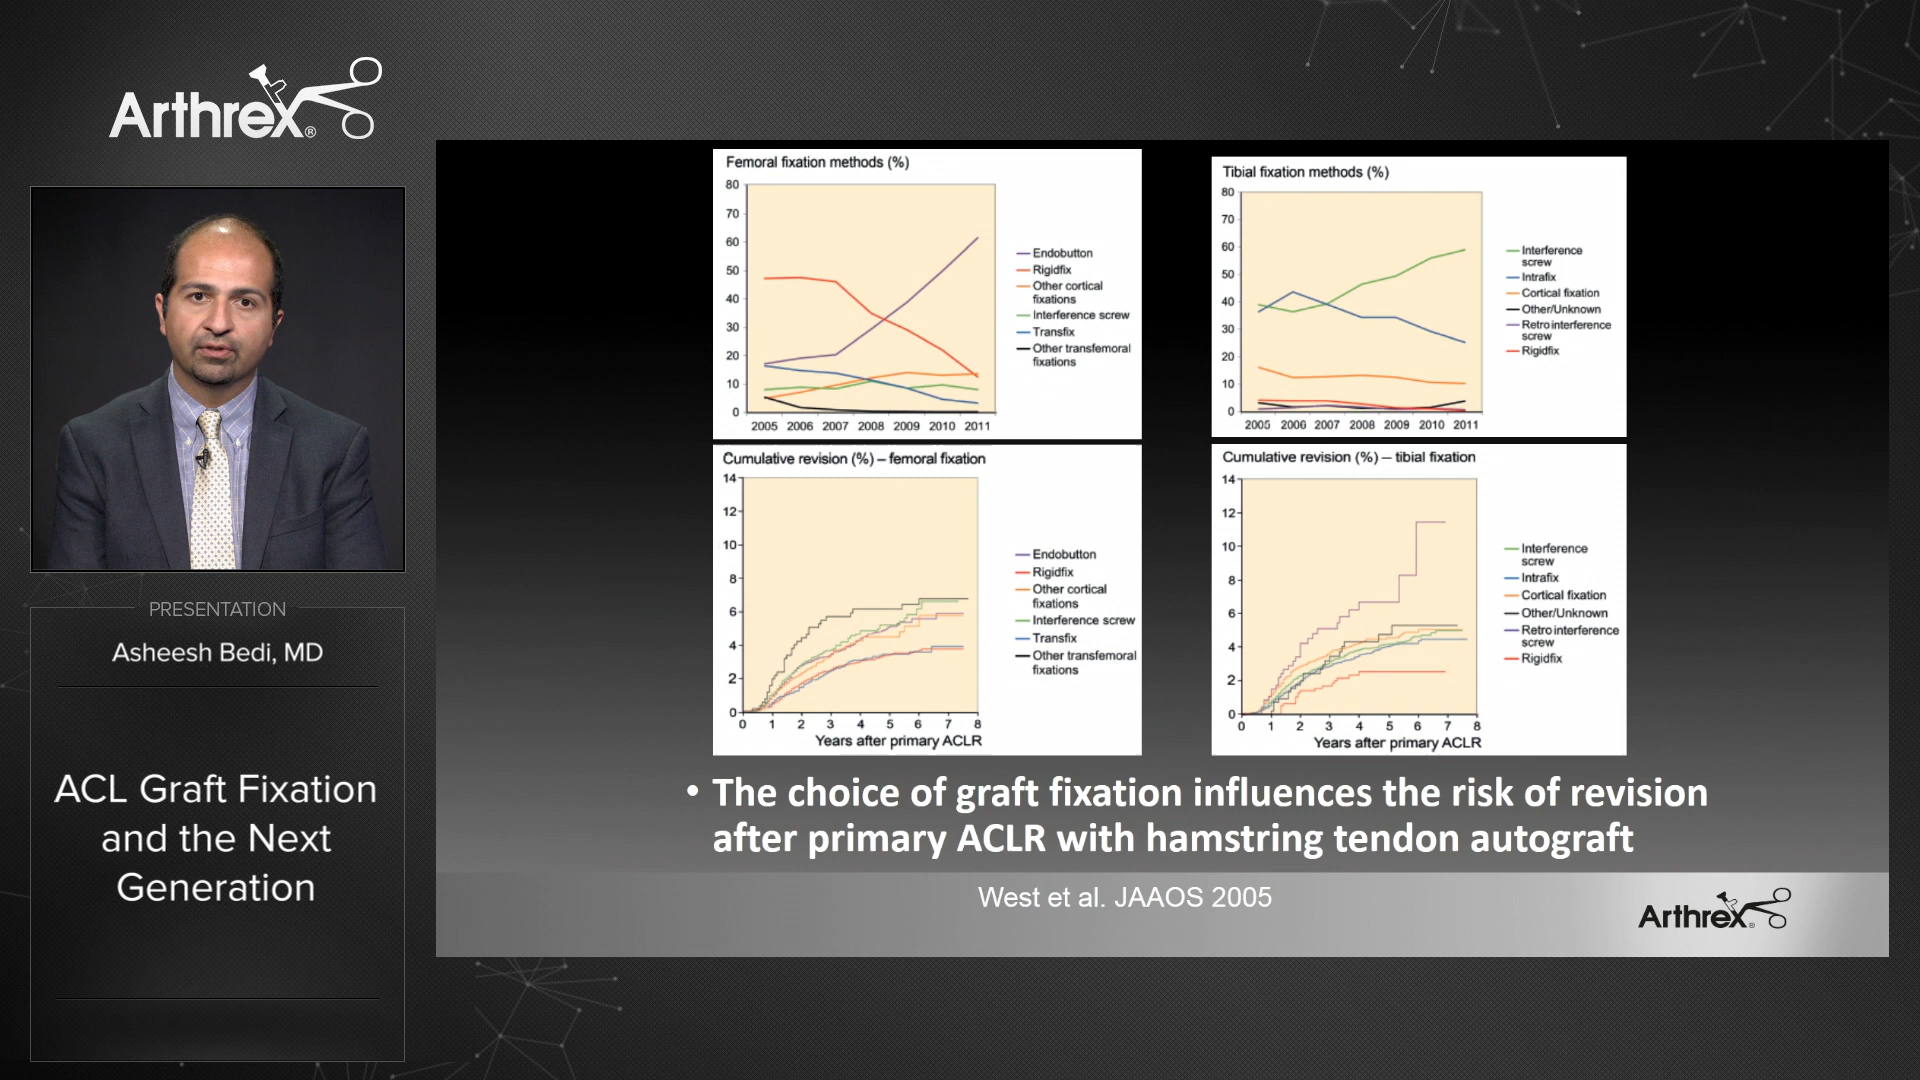 Arthrex®
PRESENTATION
Asheesh Bedi, MD
ACL Graft Fixation
and the Next
Generation
Femoral fixation methods (%)
80
70
60
50
40
30
20
10
0
2005 2006 2007 2008 2009 2010 2011
Endobutton
Rigidfix
Other cortical
fixations
Interference screw
Transfix
Other transfemoral
fixations
Tibial fixation methods (%)
80
70
60
50
40
30
20
10
0
2005 2006 2007 2008 2009 2010 2011
Interference
screw
Intrafix
Cortical fixation
Other/Unknown
Retro interference
screw
Rigidfix
Cumulative revision (%) – femoral fixation
14
12
10
8
6
4
2
0
0 1 2 3 4 5 6 7 8
Years after primary ACLR
Endobutton
Rigidfix
Other cortical
fixations
Interference screw
Transfix
Other transfemoral
fixations
Cumulative revision (%) – tibial fixation
14
12
10
8
6
4
2
0
0 1 2 3 4 5 6 7 8
Years after primary ACLR
Interference
screw
Intrafix
Cortical fixation
Other/Unknown
Retro interference
screw
Rigidfix
• The choice of graft fixation influences the risk of revision
after primary ACLR with hamstring tendon autograft
West et al. JAAOS 2005
Arthrex®